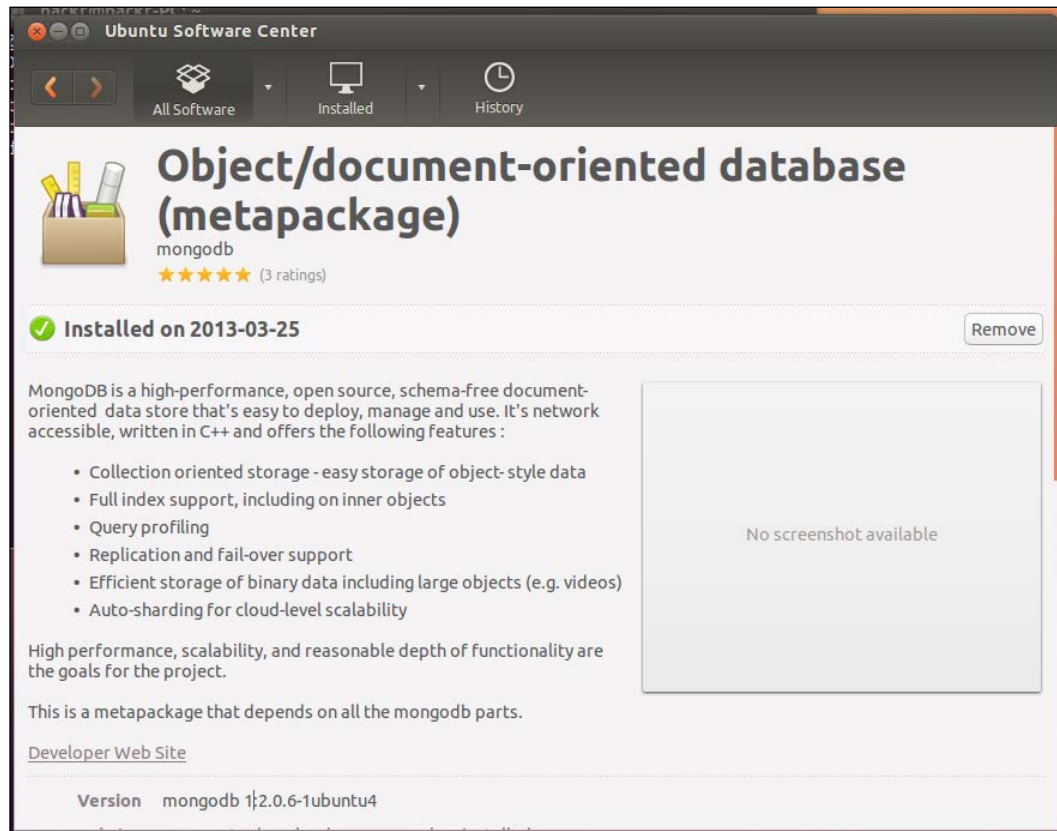 Ubuntu Software Center
All Software
Installed
History
Object/document-oriented database
(metapackage)
mongodb
(3 ratings)
Installed on 2013-03-25
Remove
MongoDB is a high-performance, open source, schema-free document-
oriented data store that's easy to deploy, manage and use. It's network
accessible, written in C++ and offers the following features :
• Collection oriented storage - easy storage of object- style data
• Full index support, including on inner objects
• Query profiling
• Replication and fail-over support
• Efficient storage of binary data including large objects (e.g. videos)
• Auto-sharding for cloud-level scalability
No screenshot available
High performance, scalability, and reasonable depth of functionality are
the goals for the project.
This is a metapackage that depends on all the mongodb parts.
Developer Web Site
Version mongodb 1:2.0.6-1ubuntu4